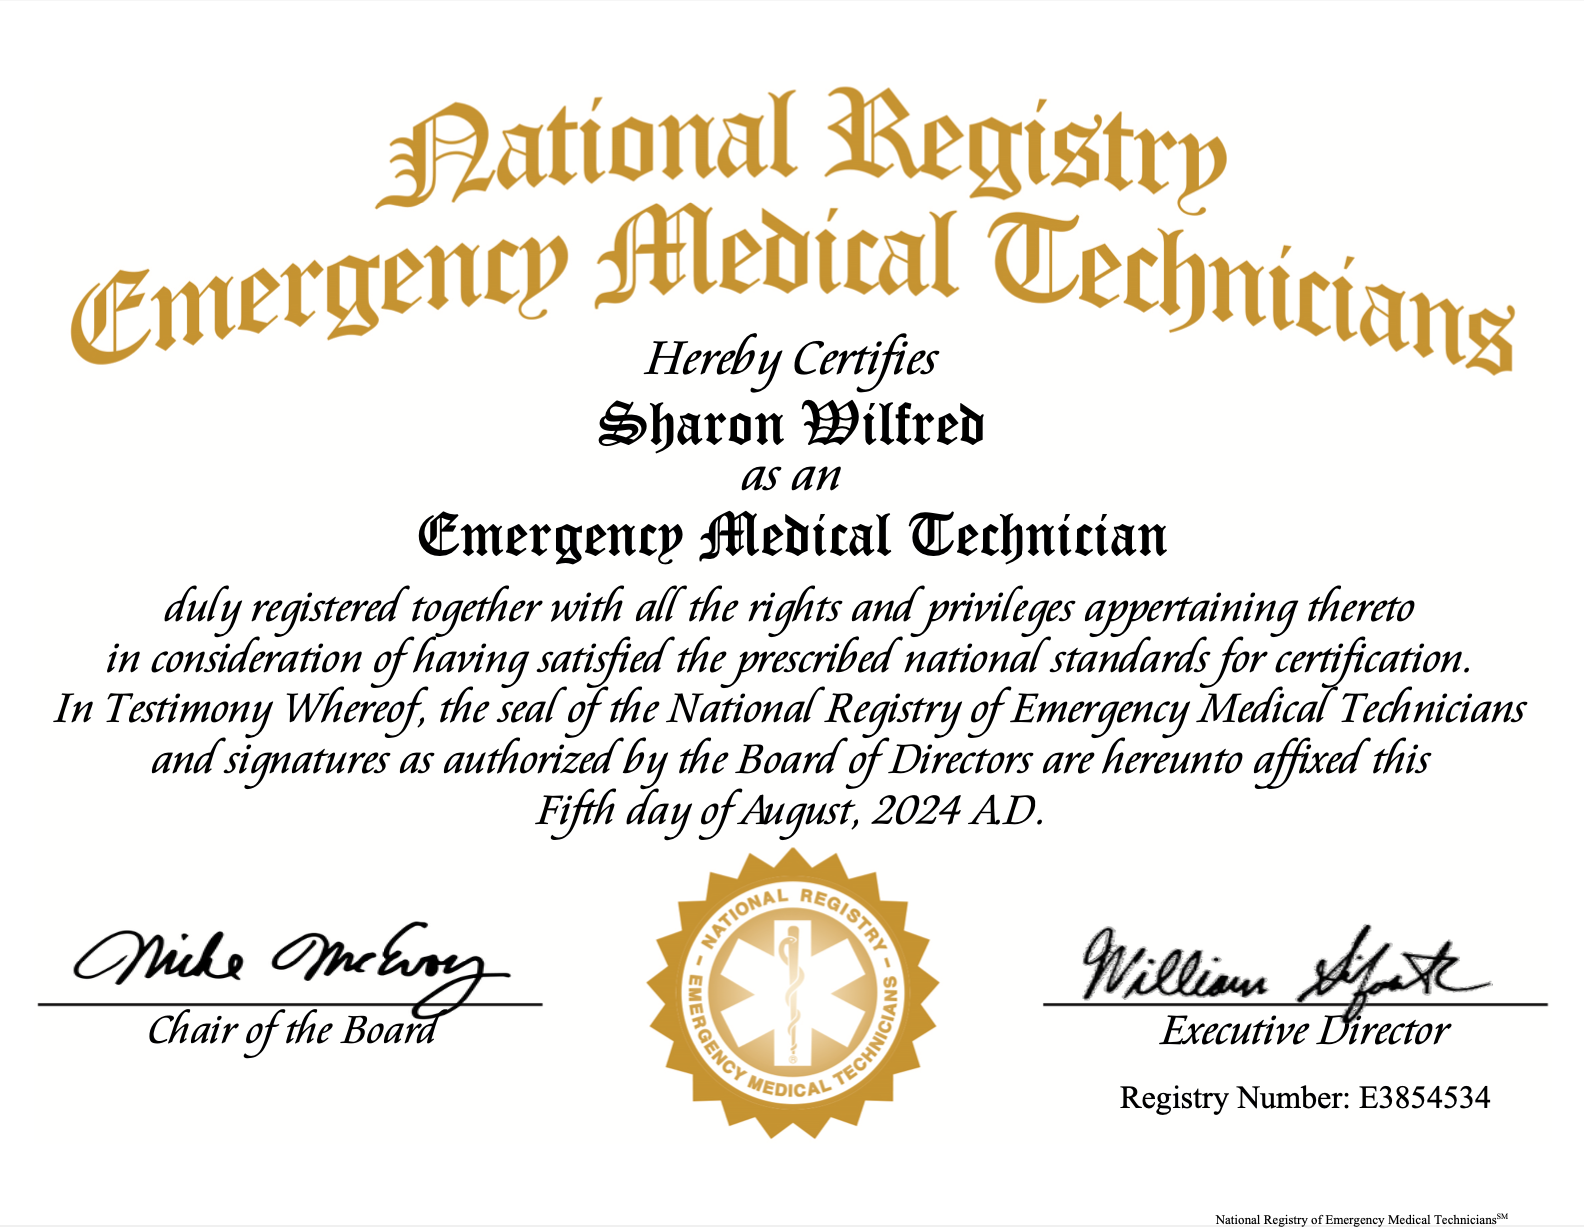 National Registry
Emergency Medical Technicians
Hereby Certifies
Sharon Wilfred
as an
Emergency Medical Technician
duly registered together with all the rights and privileges appertaining thereto
in consideration of having satisfied the prescribed national standards for certification.
In Testimony Whereof, the seal of the National Registry of Emergency Medical Technicians
and signatures as authorized by the Board of Directors are hereunto affixed this
Fifth day of August, 2024 A.D.
NATIONAL REGISTRY
EMERGENCY MEDICAL TECHNICIANS
®
Mike McEvoy
Chair of the Board
William
Executive Director
Registry Number: E3854534
National Registry of Emergency Medical Technicians℠